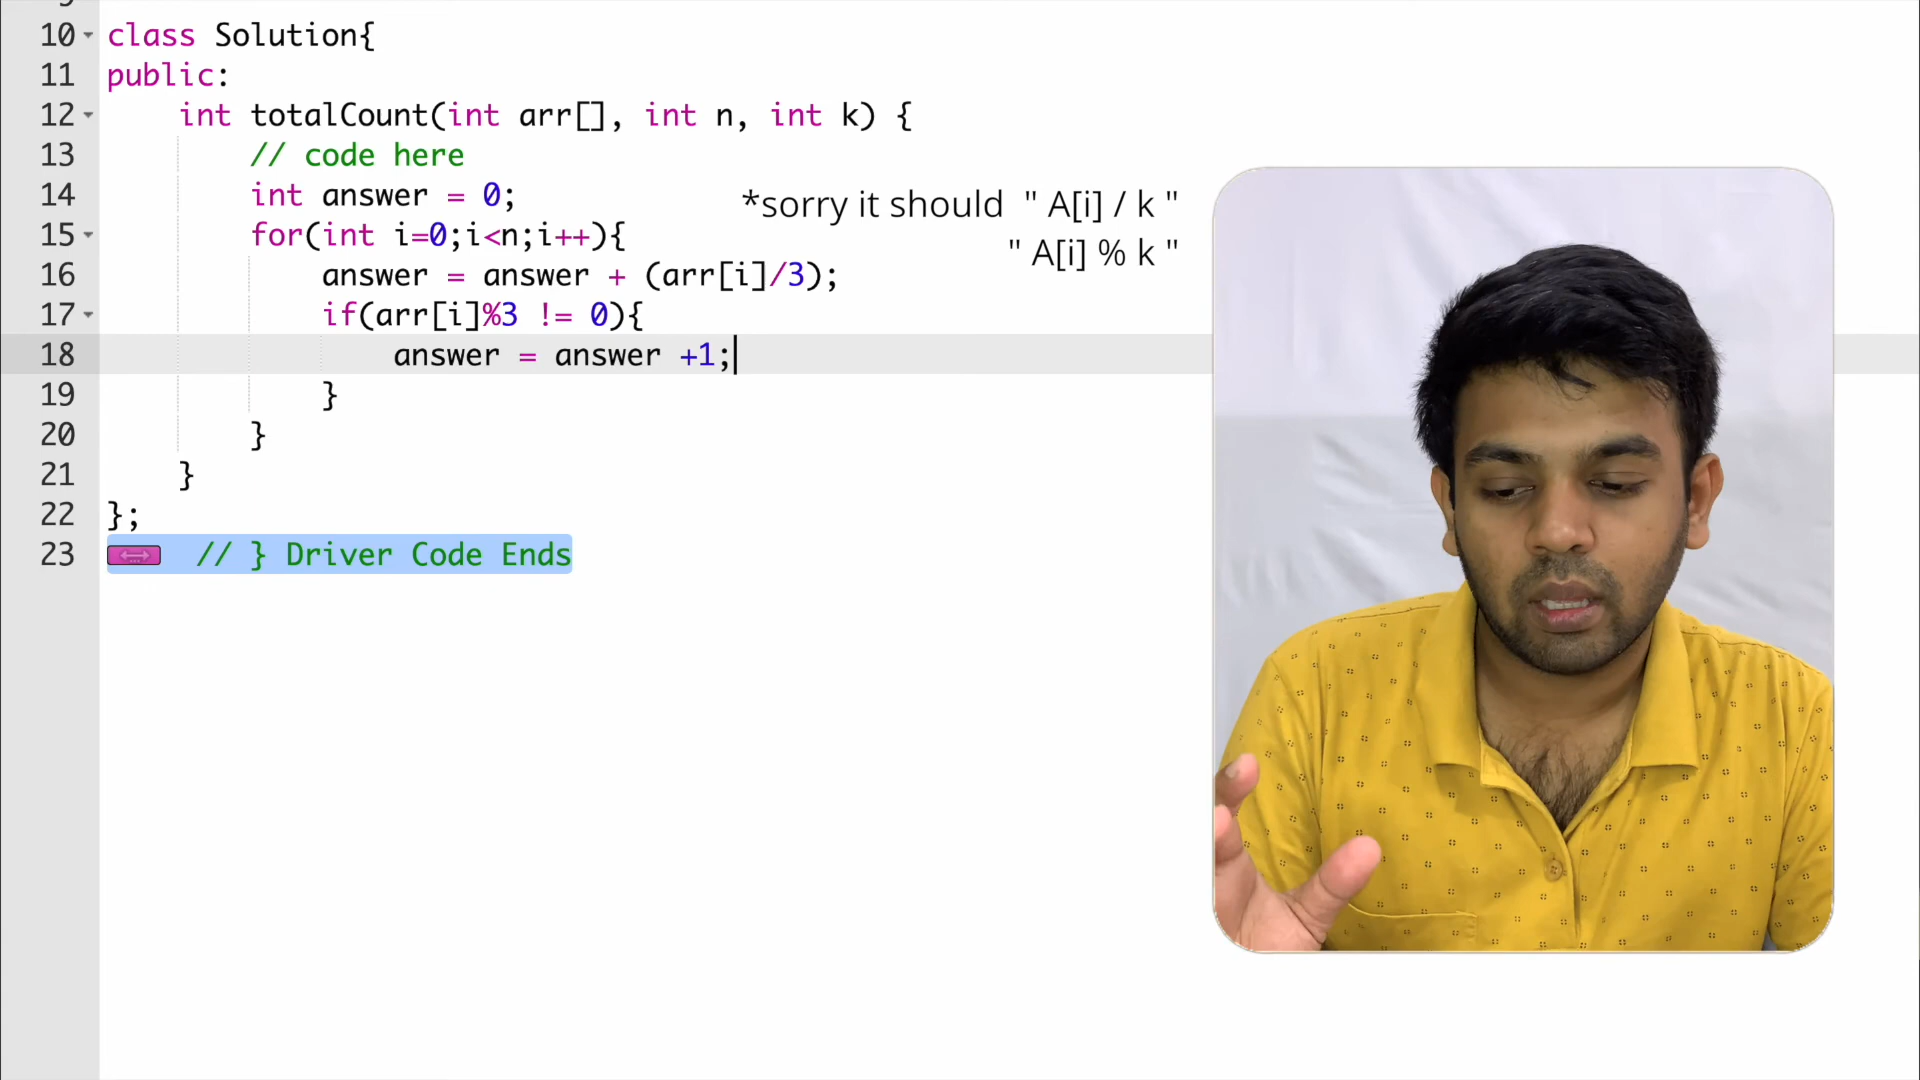 10 class Solution{
11 public:
12 int totalCount(int arr[], int n, int k) {
13 // code here
14 int answer = 0;
*sorry it should " A[i] / k "
15 for(int i=0;i<n;i++){
" A[i] % k "
16 answer = answer + (arr[i]/3);
17 if(arr[i]%3 != 0){
18 answer = answer +1;
19 }
20 }
21 }
22 };
23 // } Driver Code Ends